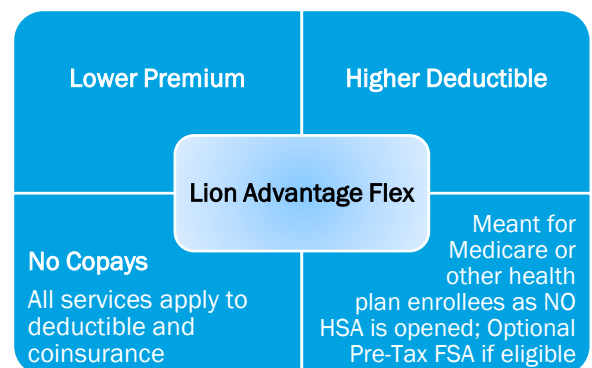 Lower Premium
Higher Deductible
Lion Advantage Flex
No Copays
All services apply to
deductible and
coinsurance
Meant for
Medicare or
other health
plan enrollees as NO
HSA is opened; Optional
Pre-Tax FSA if eligible